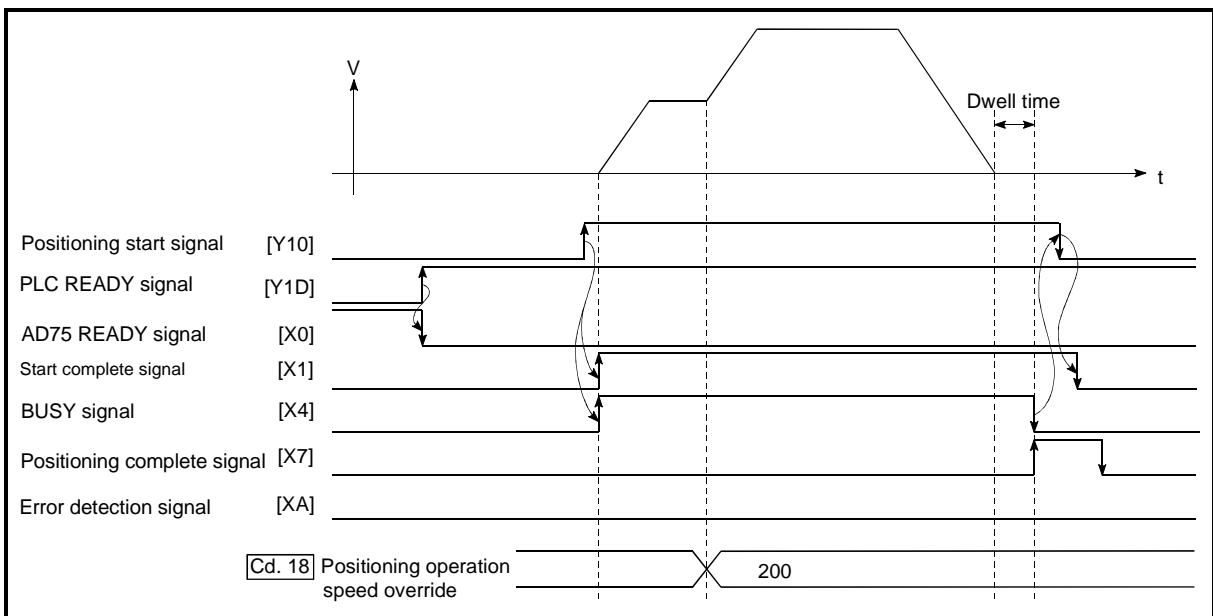 V
Dwell time
t
Positioning start signal [Y10]
PLC READY signal [Y1D]
AD75 READY signal [X0]
Start complete signal [X1]
BUSY signal [X4]
Positioning complete signal [X7]
Error detection signal [XA]
Cd. 18 Positioning operation 200
speed override